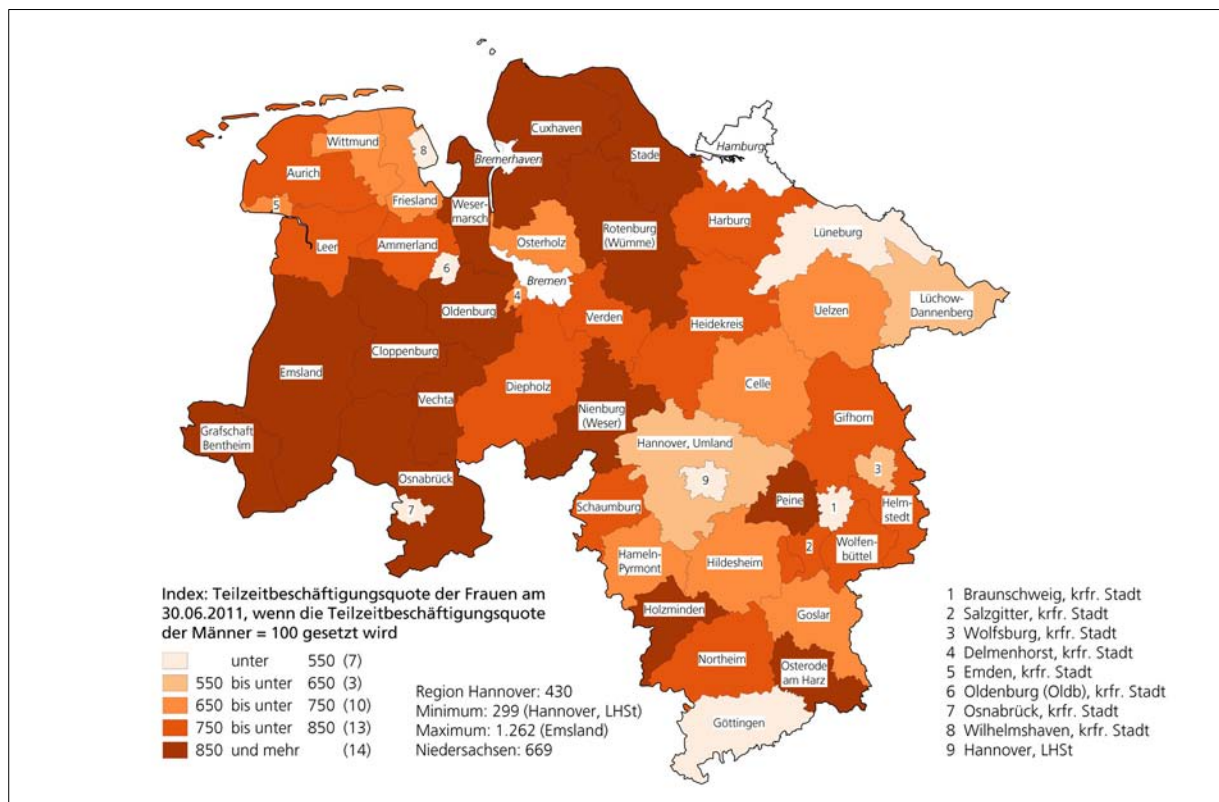 Cuxhaven
Wittmund
Hamburg
8
Bremerhaven
Stade
Aurich
Friesland
5
Weser-
marsch
Harburg
Lüneburg
Rotenburg
(Wümme)
Leer
Ammerland
Osterholz
6
Bremen
4
Oldenburg
Verden
Heidekreis
Uelzen
Lüchow-
Dannenberg
Cloppenburg
Emsland
Diepholz
Celle
Vechta
Nienburg
(Weser)
Gifhorn
Grafschaft
Bentheim
Hannover, Umland
3
Osnabrück
9
Peine
7
Schaumburg
1
Helm-
stedt
2
Wolfen-
büttel
Hameln-
Pyrmont
Hildesheim
Holzminden
Goslar
Northeim
Osterode
am Harz
Göttingen
Index: Teilzeitbeschäftigungsquote der Frauen am
30.06.2011, wenn die Teilzeitbeschäftigungsquote
der Männer = 100 gesetzt wird
unter 550 (7)
550 bis unter 650 (3)
650 bis unter 750 (10)
750 bis unter 850 (13)
850 und mehr (14)
Region Hannover: 430
Minimum: 299 (Hannover, LHSt)
Maximum: 1.262 (Emsland)
Niedersachsen: 669
1 Braunschweig, krfr. Stadt
2 Salzgitter, krfr. Stadt
3 Wolfsburg, krfr. Stadt
4 Delmenhorst, krfr. Stadt
5 Emden, krfr. Stadt
6 Oldenburg (Oldb), krfr. Stadt
7 Osnabrück, krfr. Stadt
8 Wilhelmshaven, krfr. Stadt
9 Hannover, LHSt